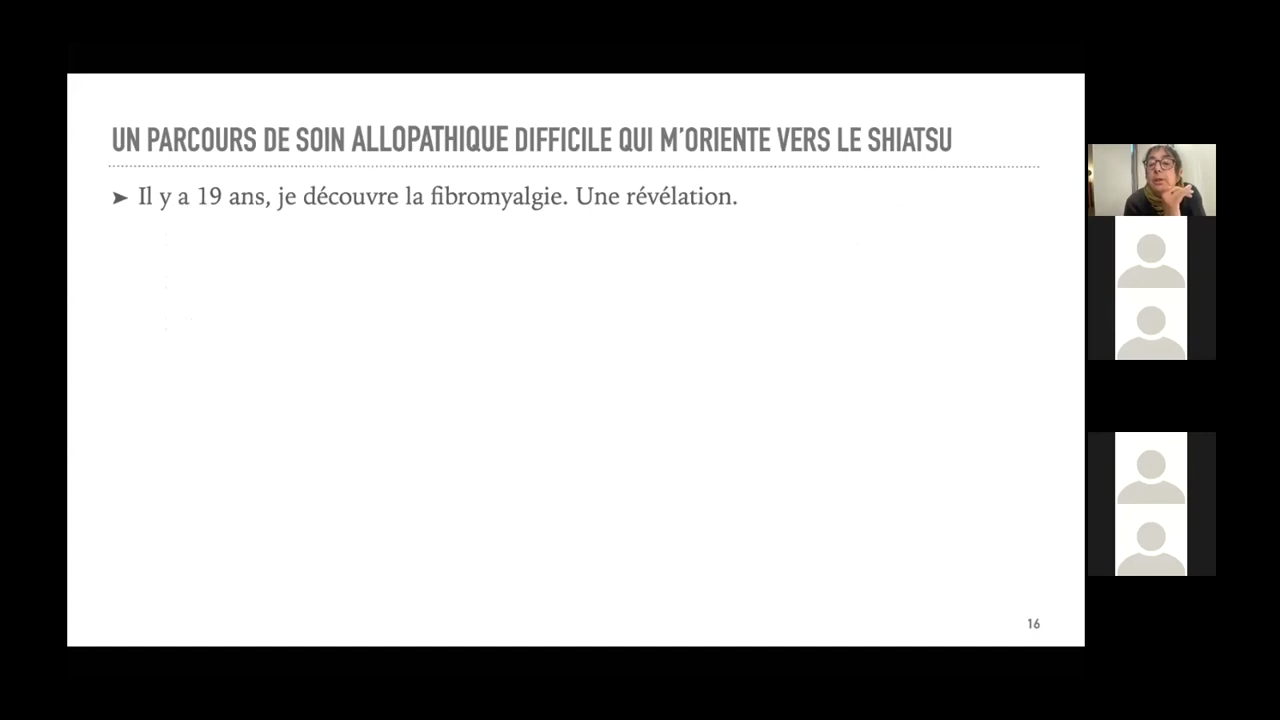 UN PARCOURS DE SOIN ALLOPATHIQUE DIFFICILE QUI M’ORIENTE VERS LE SHIATSU
➤ Il y a 19 ans, je découvre la fibromyalgie. Une révélation.
16